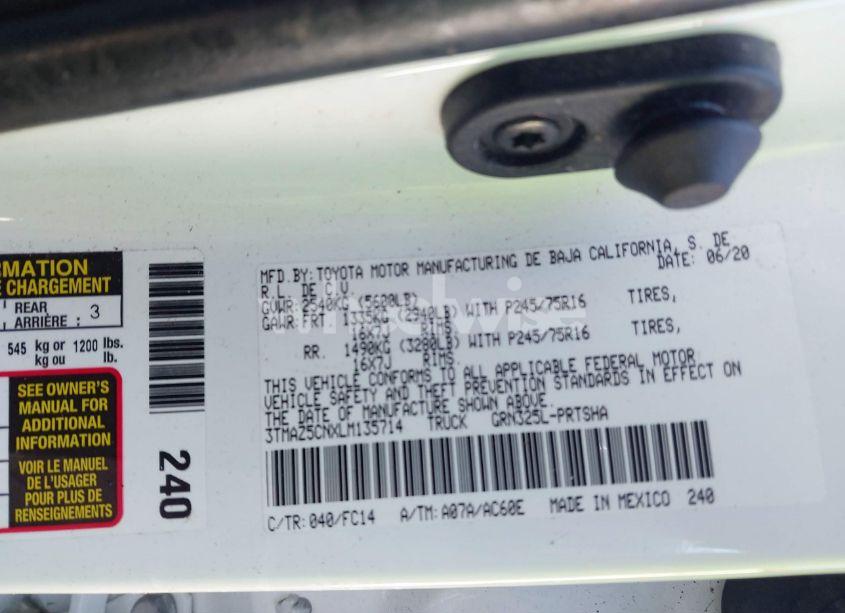 RMATION
E CHARGEMENT
REAR
ARRIÈRE : 3
545 kg or 1200 lbs.
kg ou lb.
SEE OWNER'S
MANUAL FOR
ADDITIONAL
INFORMATION
VOIR LE MANUEL
DE L'USAGER
POUR PLUS DE
RENSEIGNEMENTS
240
MFD.BY:TOYOTA MOTOR MANUFACTURING DE BAJA CALIFORNIA, S. DE
R.L. DE C.V. DATE: 06/20
GVWR: 2540KG (5600LB)
GAWR: FRT 1335KG (2940LB) WITH P245/75R16 TIRES,
16X7J RIMS.
RR. 1490KG (3280LB) WITH P245/75R16 TIRES,
16X7J RIMS.
THIS VEHICLE CONFORMS TO ALL APPLICABLE FEDERAL MOTOR
VEHICLE SAFETY AND THEFT PREVENTION STANDARDS IN EFFECT ON
THE DATE OF MANUFACTURE SHOWN ABOVE.
3TMAZ5CNXLM135714 TRUCK GRN325L-PRTSHA
C/TR: 040/FC14 A/TM: A07A/AC60E MADE IN MEXICO 240